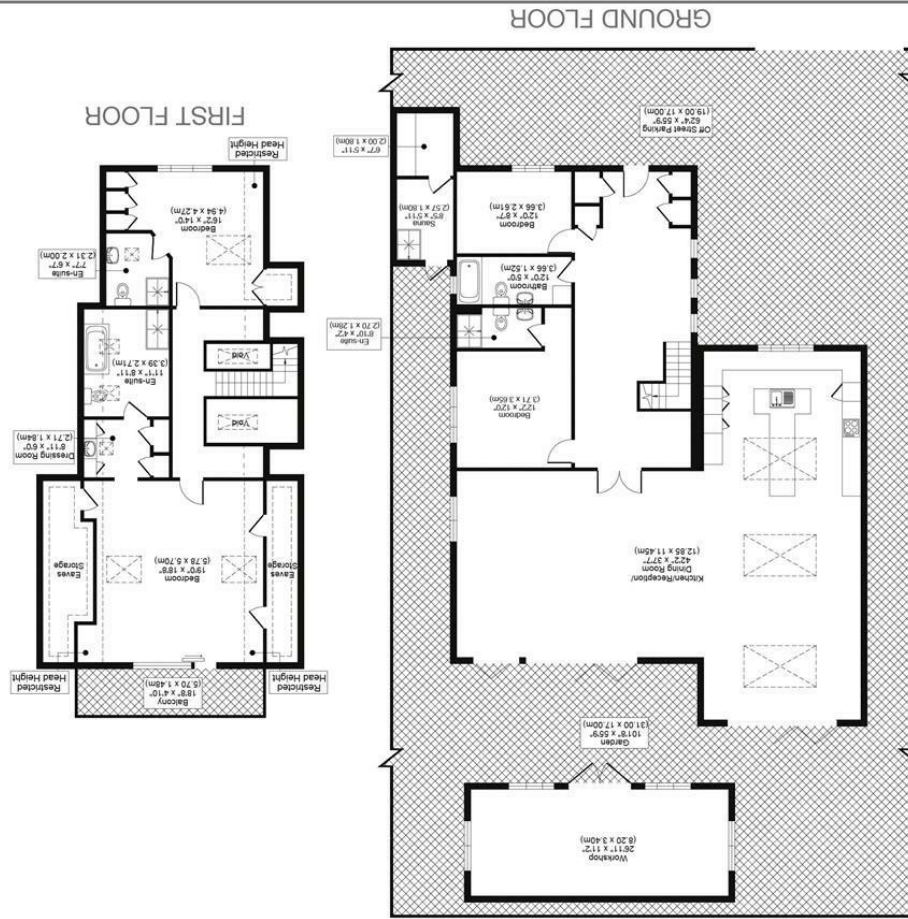 Workshop
26'11" x 11'2"
(8.20 x 3.40m)
Garden
101'8" x 55'9"
(31.00 x 17.00m)
Kitchen/Reception/
Dining Room
42'2" x 37'7"
(12.85 x 11.45m)
Bedroom
12'2" x 12'0"
(3.71 x 3.65m)
En-suite
8'10" x 4'2"
(2.70 x 1.28m)
Bathroom
12'0" x 5'0"
(3.66 x 1.52m)
Bedroom
12'0" x 8'7"
(3.66 x 2.61m)
Sauna
8'5" x 5'11"
(2.57 x 1.80m)
6'7" x 5'11"
(2.00 x 1.80m)
Off Street Parking
62'4" x 55'9"
(19.00 x 17.00m)
GROUND FLOOR
Balcony
18'8" x 4'10"
(5.70 x 1.46m)
Restricted
Head Height
Restricted
Head Height
Eaves
Storage
Bedroom
19'0" x 18'8"
(5.78 x 5.70m)
Eaves
Storage
Dressing Room
8'11" x 6'0"
(2.71 x 1.84m)
Void
Void
En-suite
11'1" x 8'11"
(3.39 x 2.71m)
En-suite
7'7" x 6'7"
(2.31 x 2.00m)
Bedroom
16'2" x 14'0"
(4.94 x 4.27m)
Restricted
Head Height
FIRST FLOOR